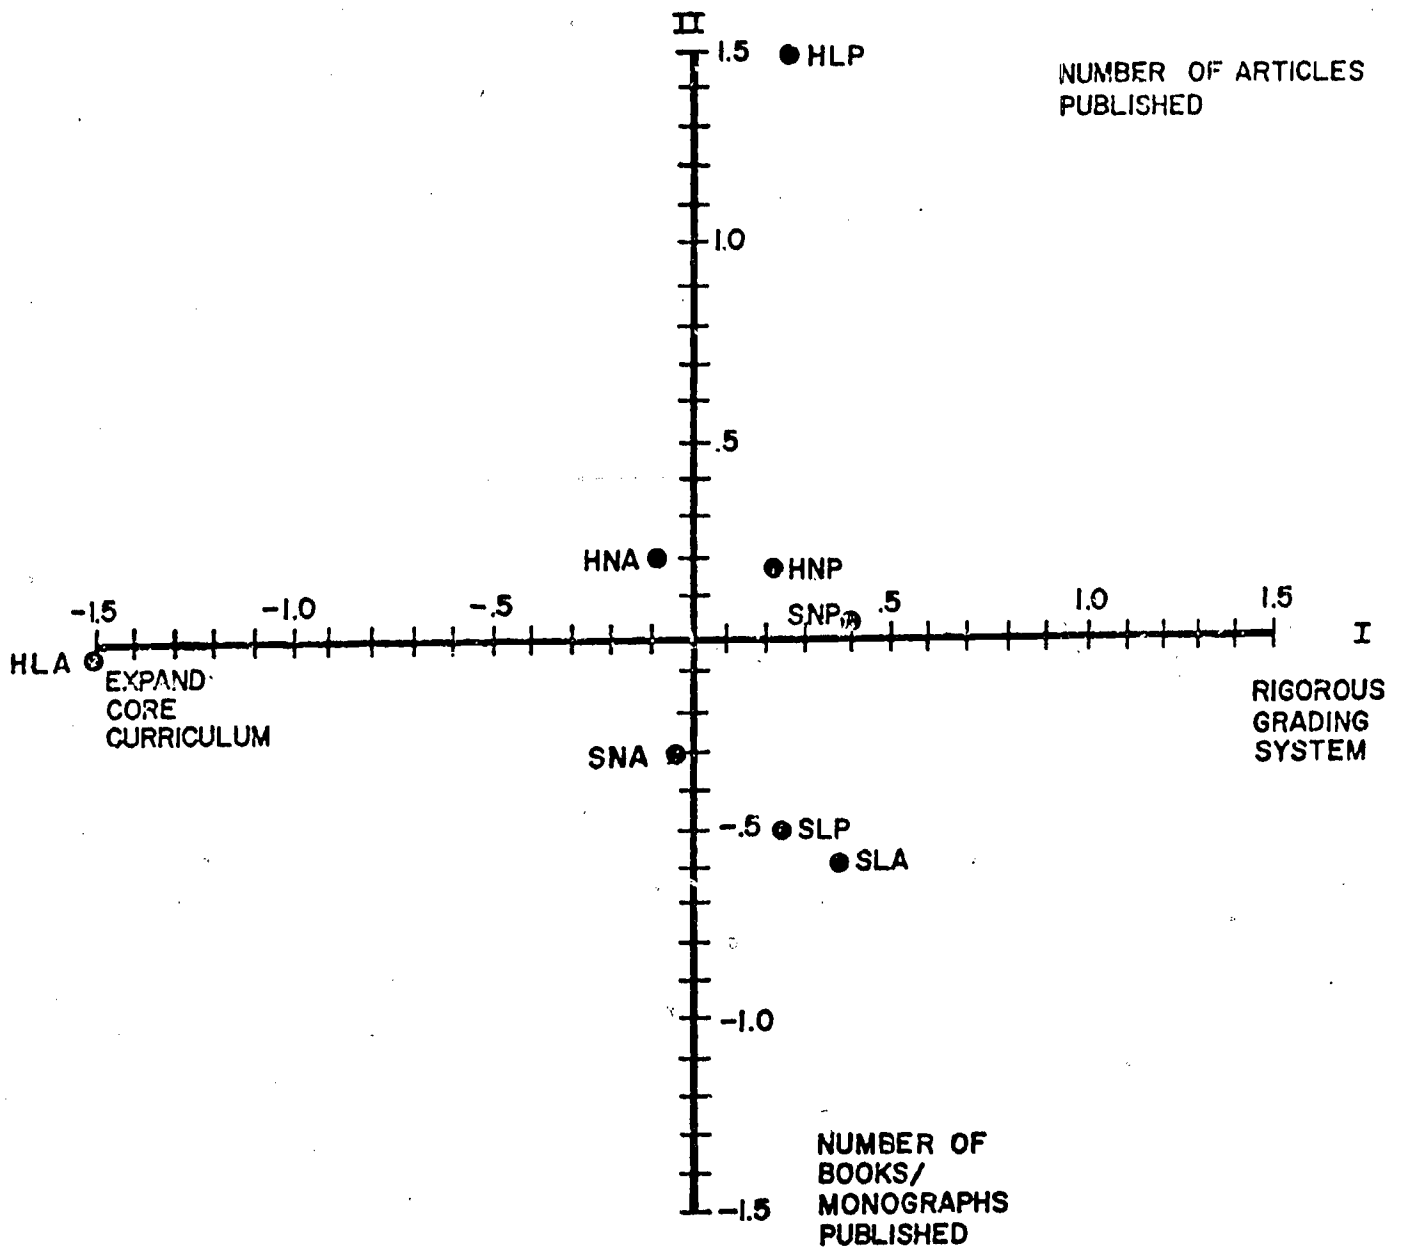 II
1.5
HLP
NUMBER OF ARTICLES
PUBLISHED
1.0
.5
HNA
HNP
-1.5
-1.0
-.5
SNP
.5
1.0
1.5
I
HLA
EXPAND
CORE
CURRICULUM
RIGOROUS
GRADING
SYSTEM
SNA
-.5
SLP
SLA
-1.0
NUMBER OF
BOOKS/
MONOGRAPHS
PUBLISHED
-1.5